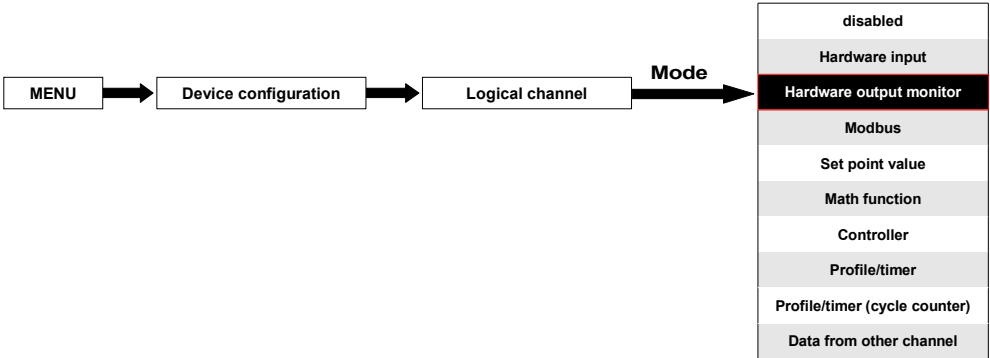 MENU
Device configuration
Logical channel
Mode
disabled
Hardware input
Hardware output monitor
Modbus
Set point value
Math function
Controller
Profile/timer
Profile/timer (cycle counter)
Data from other channel